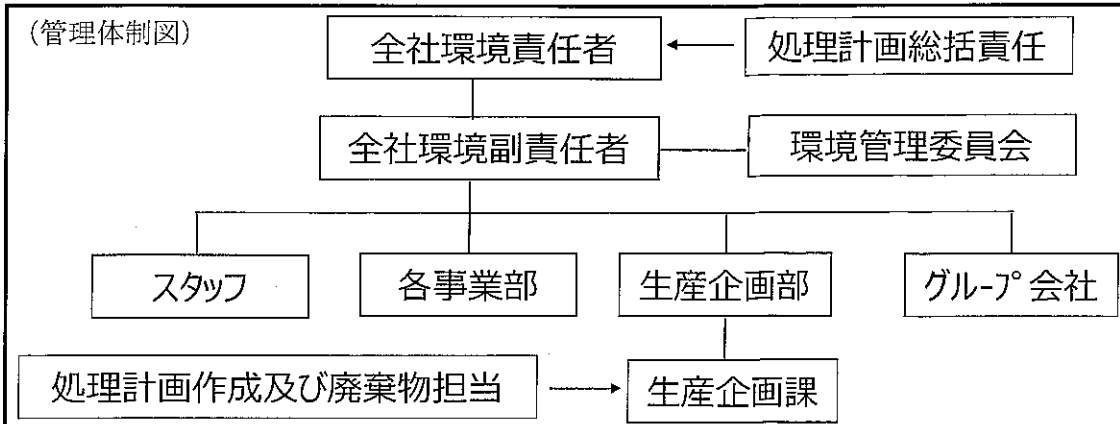 （管理体制図）
全社環境責任者
処理計画総括責任
全社環境副責任者
環境管理委員会
スタッフ
各事業部
生産企画部
グループ会社
処理計画作成及び廃棄物担当
生産企画課